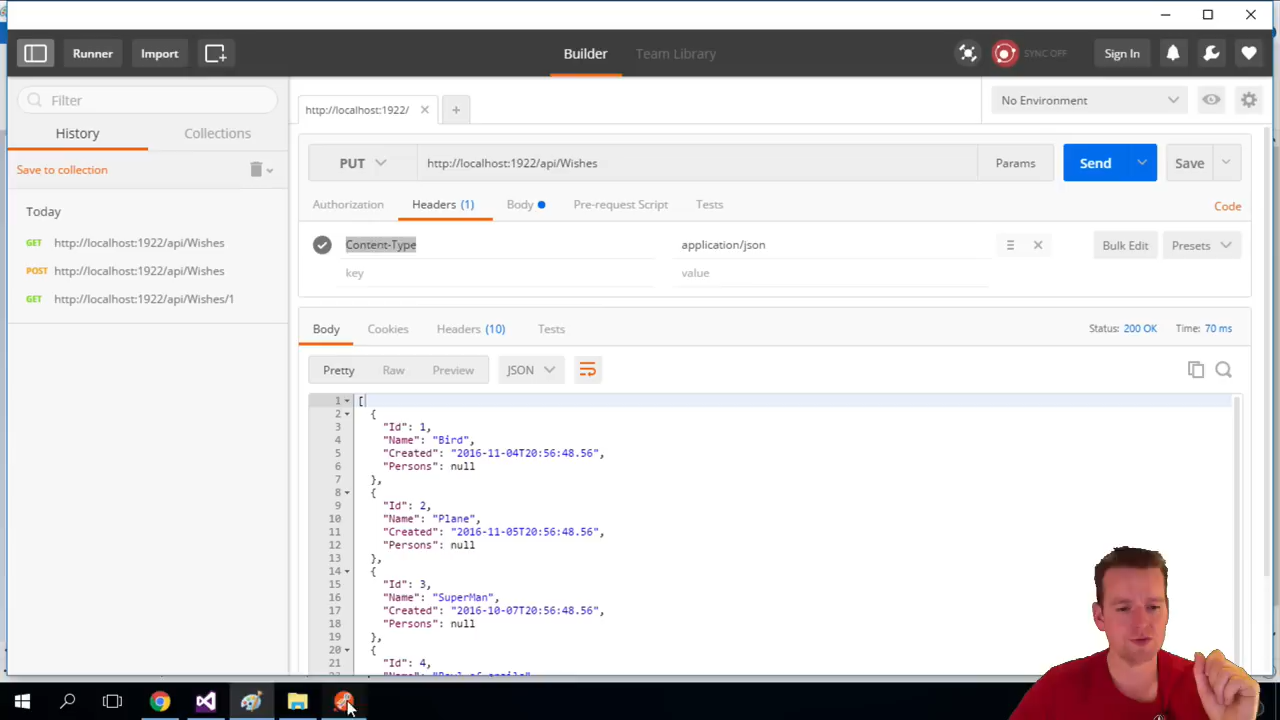 Runner
Import
Builder
Team Library
SYNC OFF
Sign In
Filter
http://localhost:1922/
No Environment
History
Collections
Save to collection
Today
GET http://localhost:1922/api/Wishes
POST http://localhost:1922/api/Wishes
GET http://localhost:1922/api/Wishes/1
PUT
http://localhost:1922/api/Wishes
Params
Send
Save
Authorization
Headers (1)
Body
Pre-request Script
Tests
Code
Content-Type
application/json
Bulk Edit
Presets
key
value
Body
Cookies
Headers (10)
Tests
Status: 200 OK
Time: 70 ms
Pretty
Raw
Preview
JSON
1 [
2 {
3 "Id": 1,
4 "Name": "Bird",
5 "Created": "2016-11-04T20:56:48.56",
6 "Persons": null
7 },
8 {
9 "Id": 2,
10 "Name": "Plane",
11 "Created": "2016-11-05T20:56:48.56",
12 "Persons": null
13 },
14 {
15 "Id": 3,
16 "Name": "SuperMan",
17 "Created": "2016-10-07T20:56:48.56",
18 "Persons": null
19 },
20 {
21 "Id": 4,